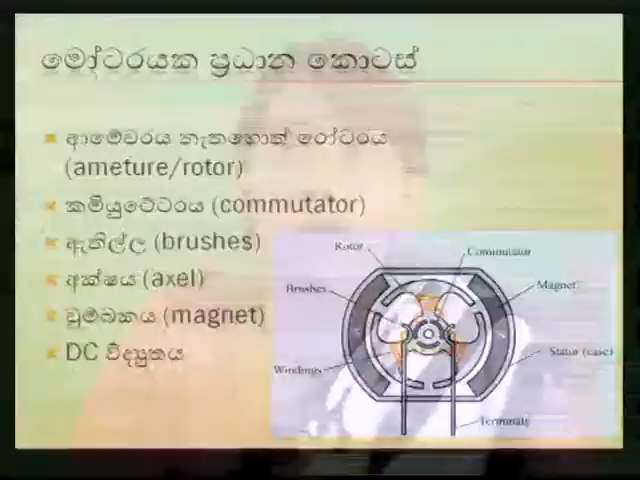 මෝටරයක ප්‍රධාන කොටස්
ආමේචරය නැතහොත් රෝටරය
(ameture/rotor)
කම්යුටේටරය (commutator)
ඇතිල්ල (brushes)
අක්ෂය (axel)
චුම්බකය (magnet)
DC විද්‍යුතය
Rotor
Commutator
Brushes
Magnet
Stator (case)
Windings
Terminals